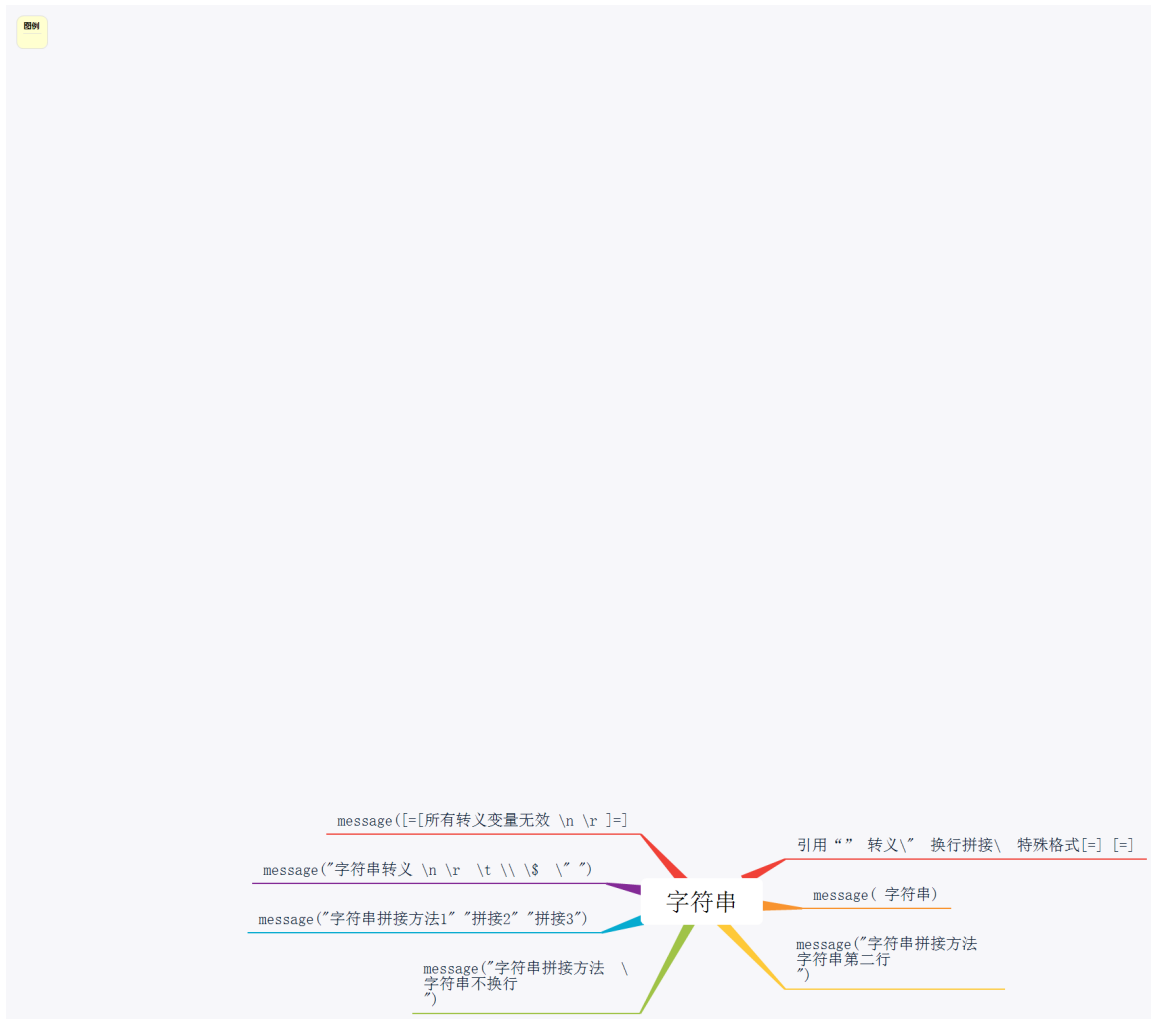 图例
message([=[所有转义变量无效 \n \r ]=]
message("字符串转义 \n \r  \t \\ \$  \" ")
message("字符串拼接方法1" "拼接2" "拼接3")
message("字符串拼接方法  \
字符串不换行
")
字符串
引用“” 转义\"  换行拼接\  特殊格式[=] [=]
message( 字符串)
message("字符串拼接方法
字符串第二行
")